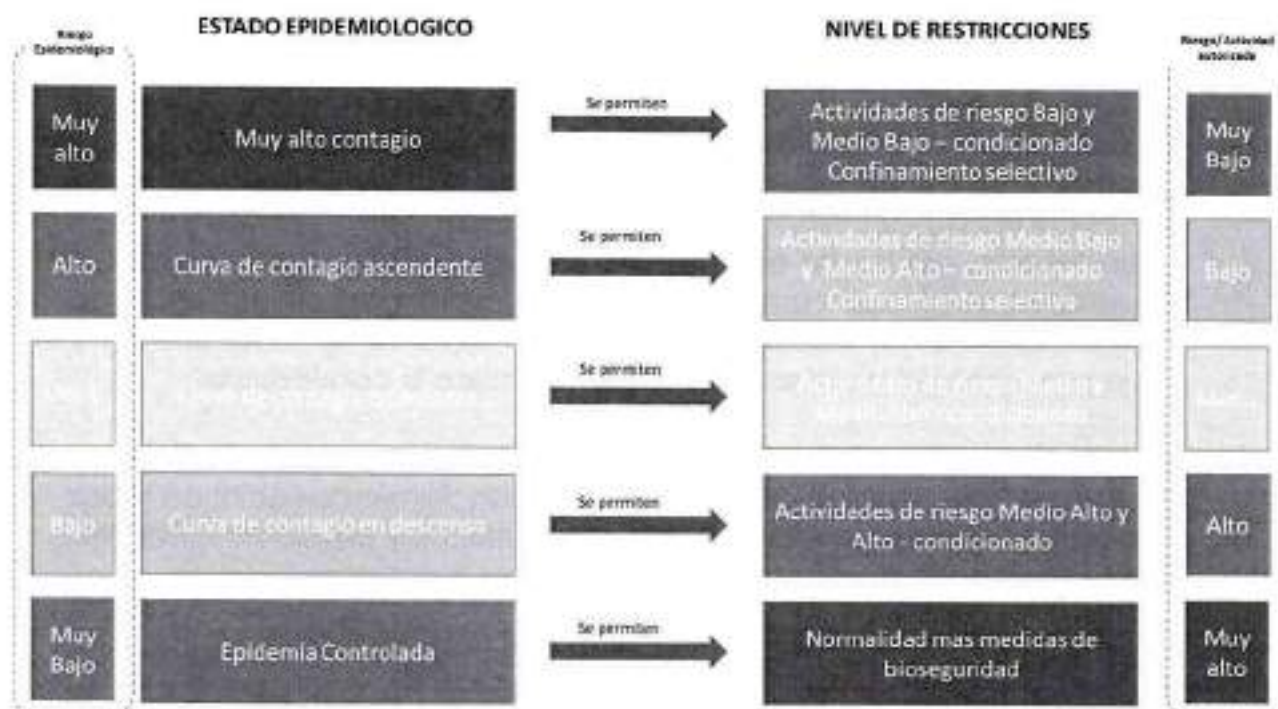 ESTADO EPIDEMIOLOGICO
NIVEL DE RESTRICCIONES
Riesgo
Epidemiológico
Riesgo/Actividad
autorizada
Muy
alto
Muy alto contagio
Se permiten
Actividades de riesgo Bajo y
Medio Bajo – condicionado
Confinamiento selectivo
Muy
Bajo
Alto
Curva de contagio ascendente
Se permiten
Actividades de riesgo Medio Bajo
y Medio Alto – condicionado
Confinamiento selectivo
Bajo
Se permiten
Bajo
Curva de contagio en descenso
Se permiten
Actividades de riesgo Medio Alto y
Alto - condicionado
Alto
Muy
Bajo
Epidemia Controlada
Se permiten
Normalidad mas medidas de
bioseguridad
Muy
alto